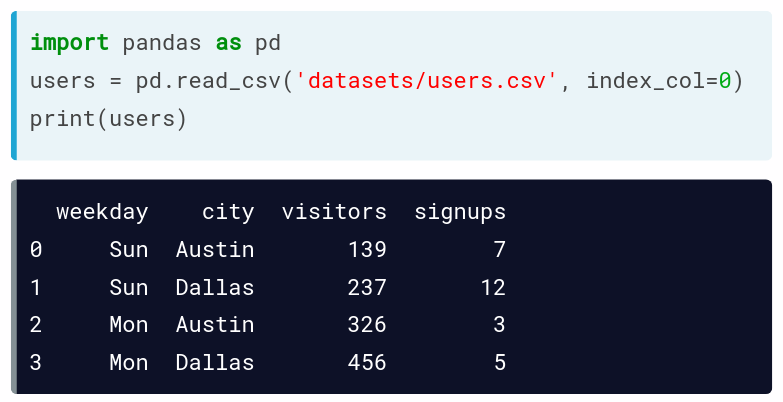 import pandas as pd
users = pd.read_csv('datasets/users.csv', index_col=0)
print(users)
  weekday    city  visitors  signups
0     Sun  Austin       139        7
1     Sun  Dallas       237       12
2     Mon  Austin       326        3
3     Mon  Dallas       456        5